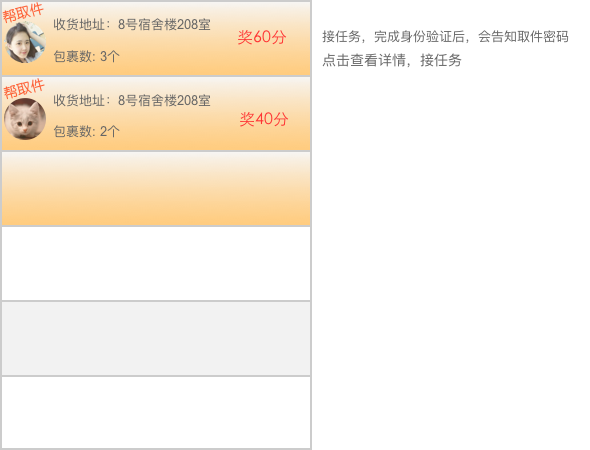 帮取件
收货地址：8号宿舍楼208室
奖60分
包裹数: 3个
帮取件
收货地址：8号宿舍楼208室
奖40分
包裹数: 2个
接任务，完成身份验证后，会告知取件密码
点击查看详情，接任务